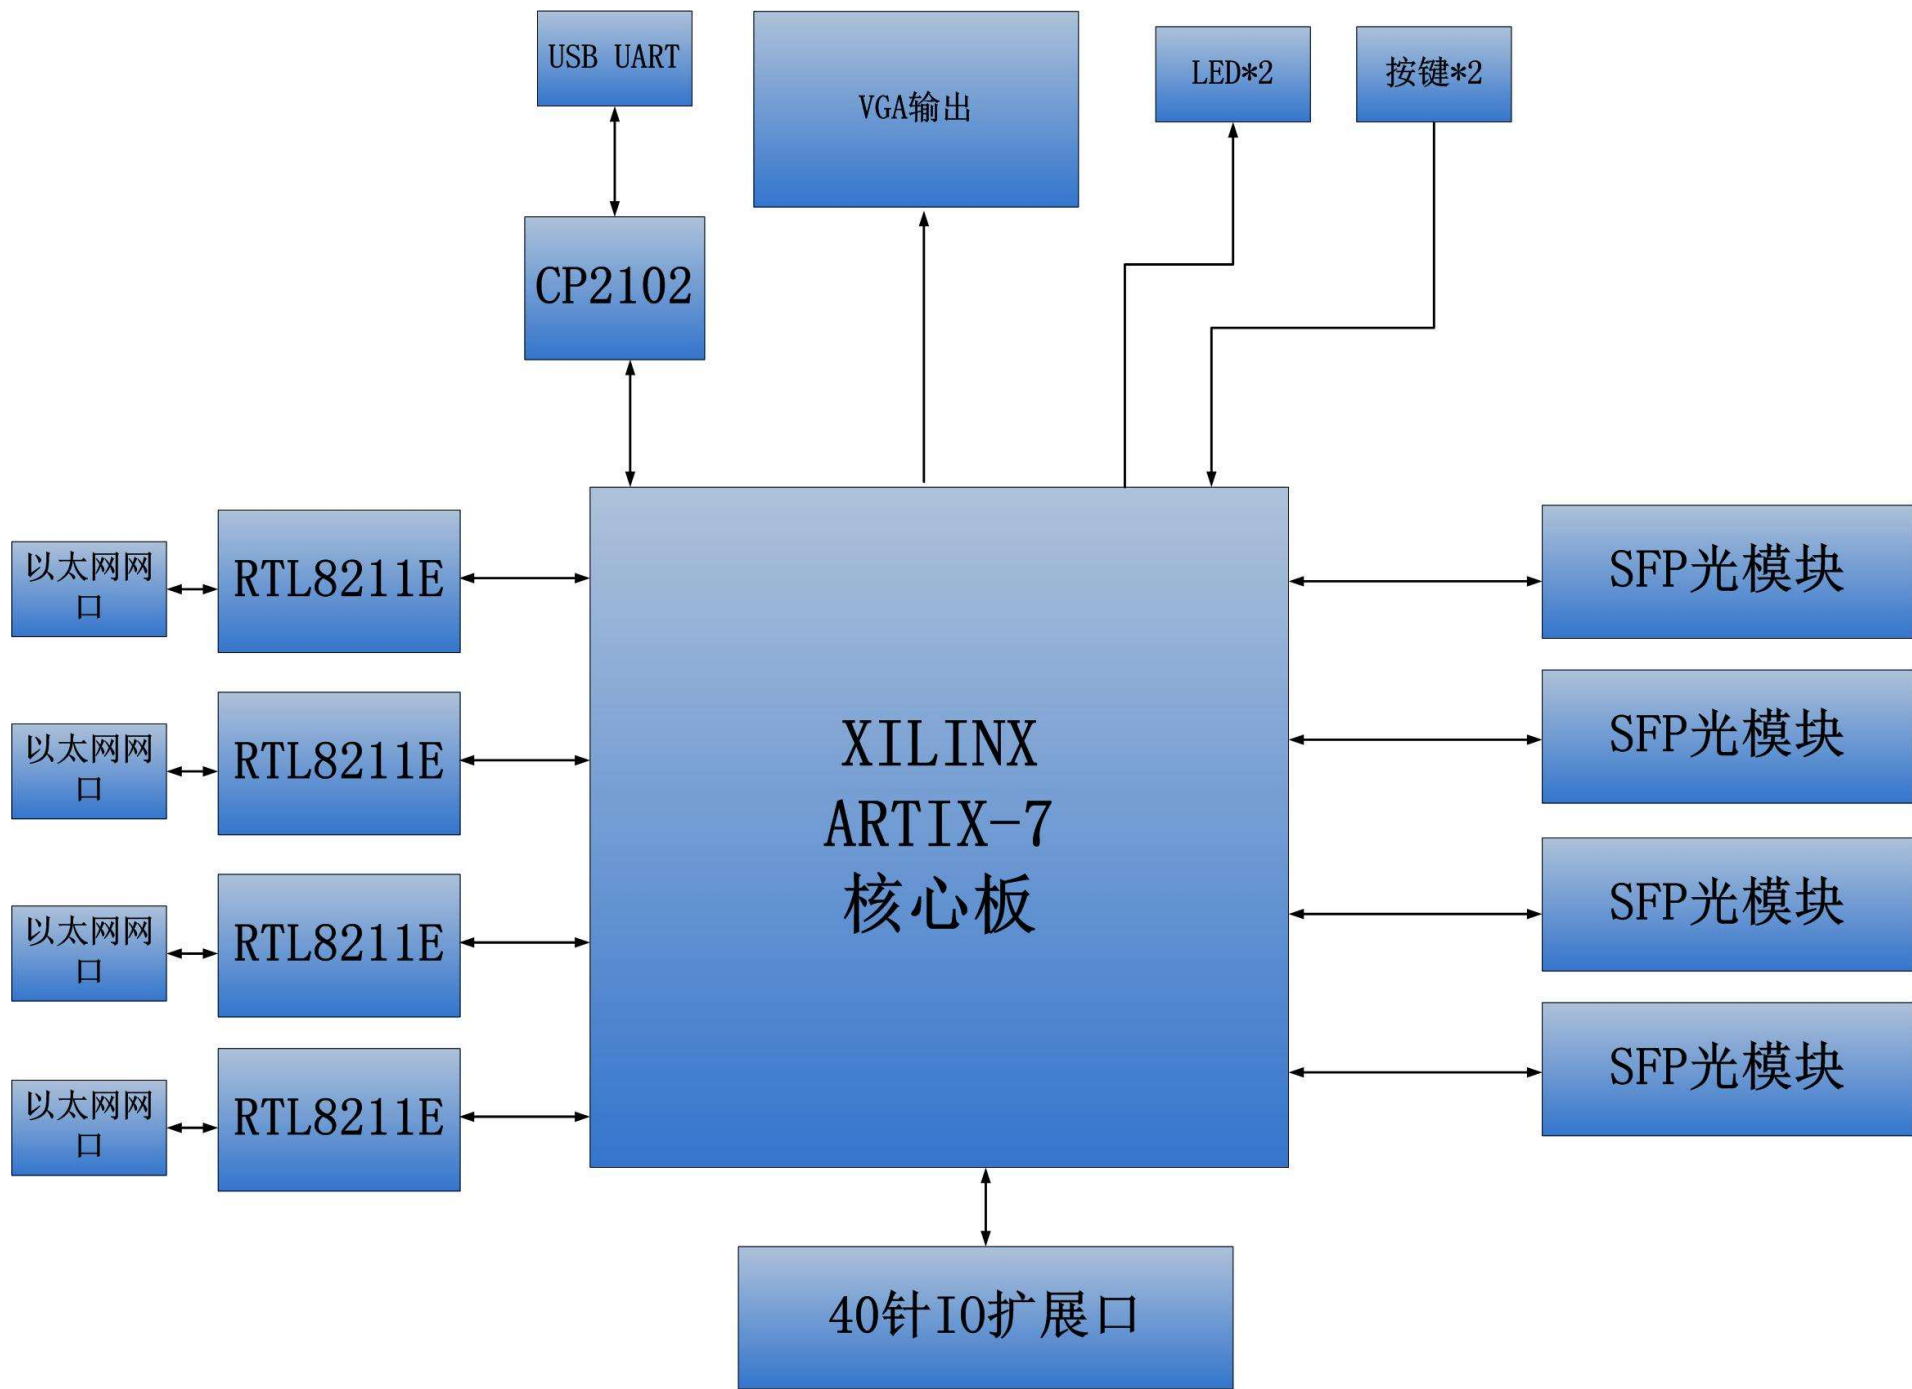 USB UART
VGA输出
LED*2
按键*2
CP2102
以太网网
口
RTL8211E
SFP光模块
以太网网
口
RTL8211E
SFP光模块
XILINX
ARTIX-7
核心板
以太网网
口
RTL8211E
SFP光模块
以太网网
口
RTL8211E
SFP光模块
40针IO扩展口